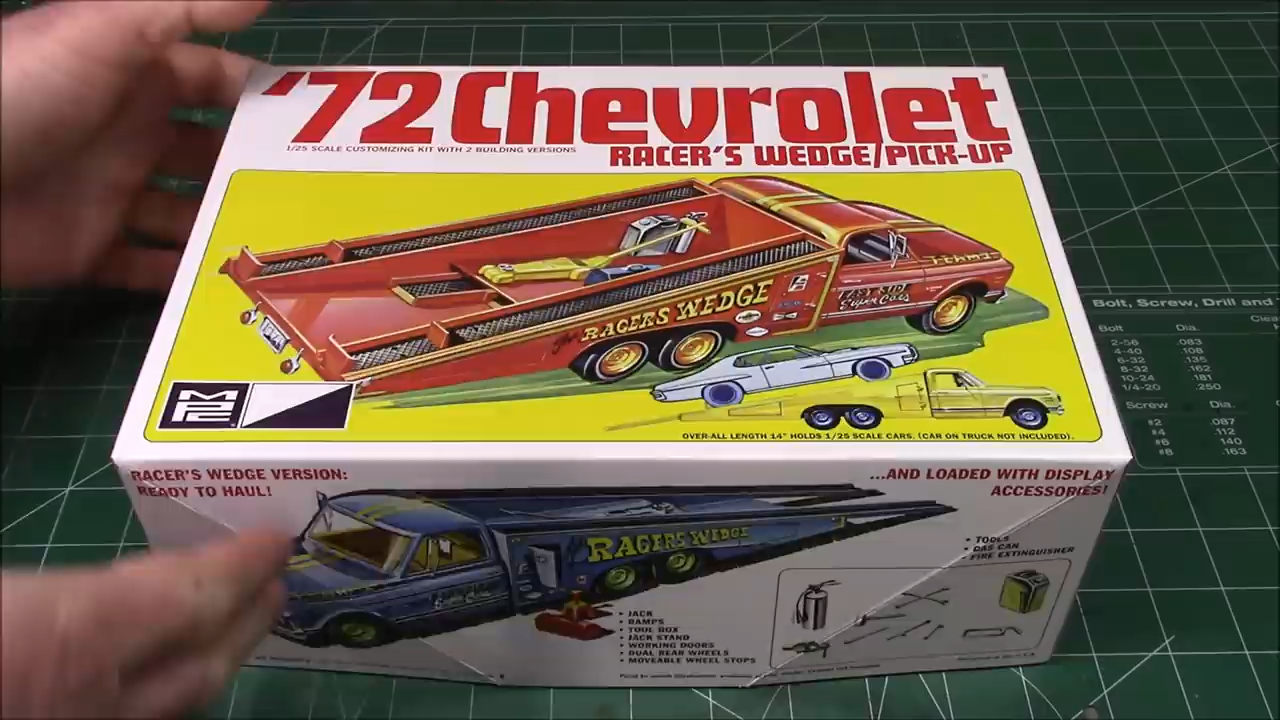 '72 Chevrolet
1/25 SCALE CUSTOMIZING KIT WITH 2 BUILDING VERSIONS
RACER'S WEDGE/PICK-UP
The RACERS WEDGE
EAST SIDE
Super Cars
MPC
OVER-ALL LENGTH 14" HOLDS 1/25 SCALE CARS. (CAR ON TRUCK NOT INCLUDED).
RACER'S WEDGE VERSION:
READY TO HAUL!
...AND LOADED WITH DISPLAY
ACCESSORIES!
RACERS WEDGE
• TOOLS
• GAS CAN
• FIRE EXTINGUISHER
• JACK
• RAMPS
• TOOL BOX
• JACK STAND
• WORKING DOORS
• DUAL REAR WHEELS
• MOVEABLE WHEEL STOPS
Bolt, Screw, Drill and
Bolt Dia.
2-56 .083
4-40 .108
6-32 .135
8-32 .162
10-24 .181
1/4-20 .250
Screw Dia.
#2 .087
#4 .112
#6 140
#8 .163